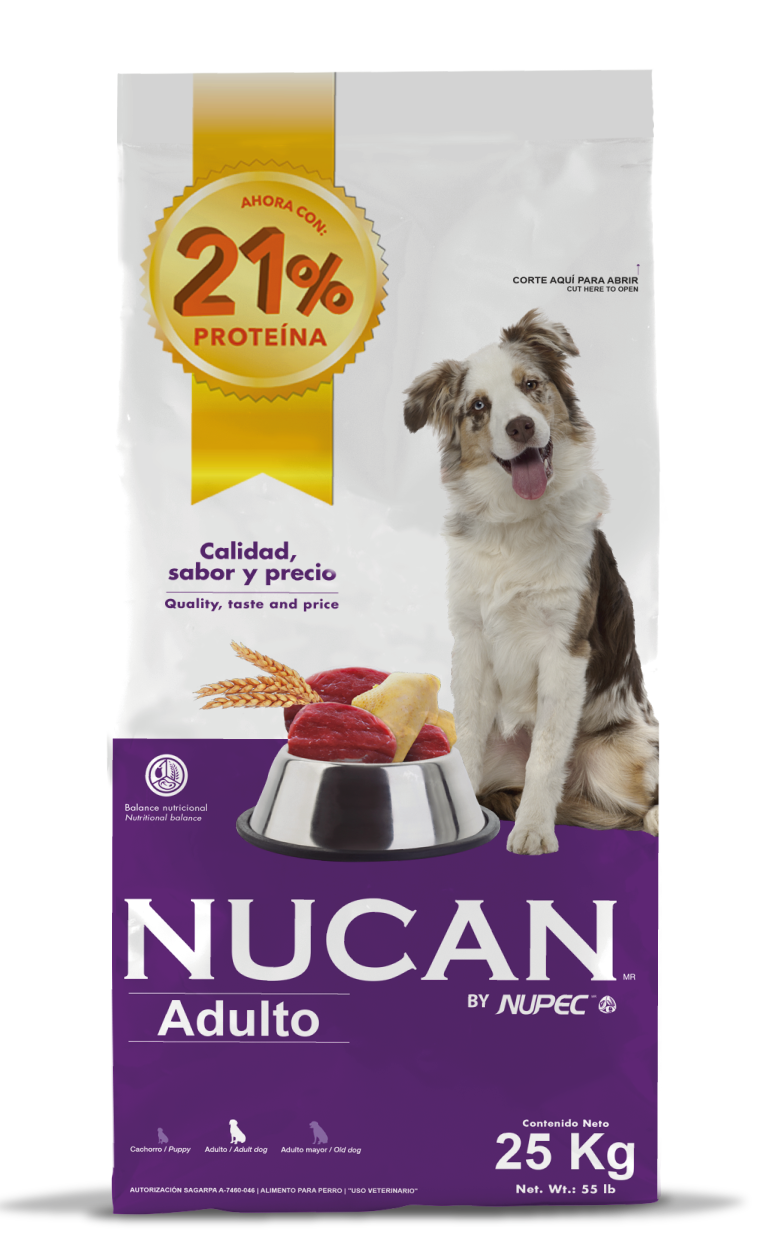 AHORA CON:
21%
PROTEÍNA
CORTE AQUÍ PARA ABRIR
CUT HERE TO OPEN
Calidad,
sabor y precio
Quality, taste and price
Balance nutricional
Nutritional balance
NUCAN MR
BY NUPEC
Adulto
Cachorro / Puppy Adulto / Adult dog Adulto mayor / Old dog
Contenido Neto
25 Kg
Net. Wt.: 55 lb
AUTORIZACIÓN SAGARPA A-7460-046 | ALIMENTO PARA PERRO | "USO VETERINARIO"